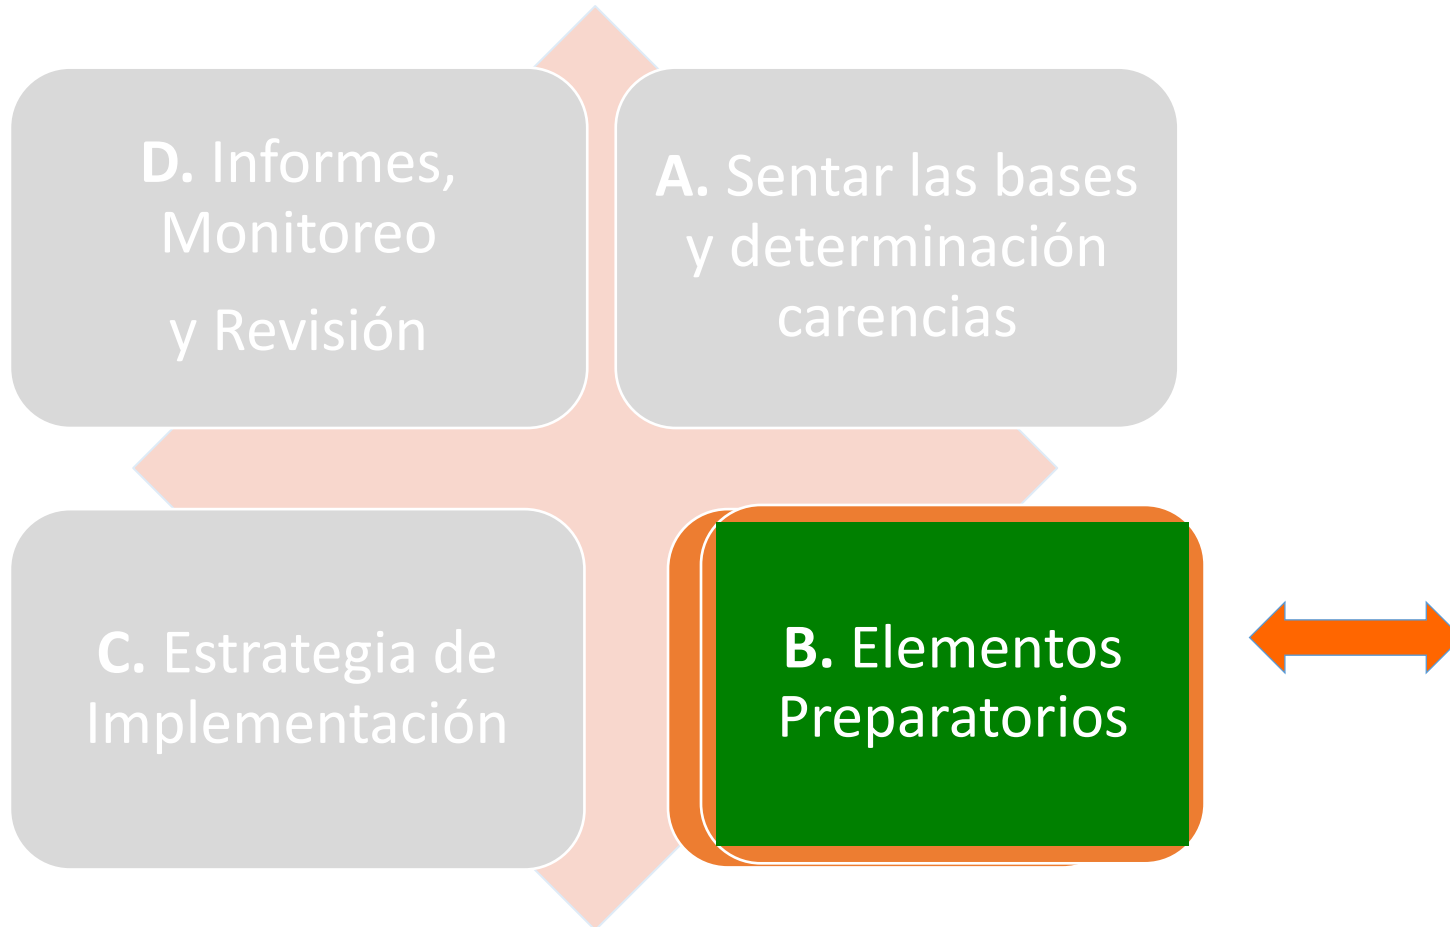 D. Informes,
Monitoreo
y Revisión
A. Sentar las bases
y determinación
carencias
C. Estrategia de
Implementación
B. Elementos
Preparatorios